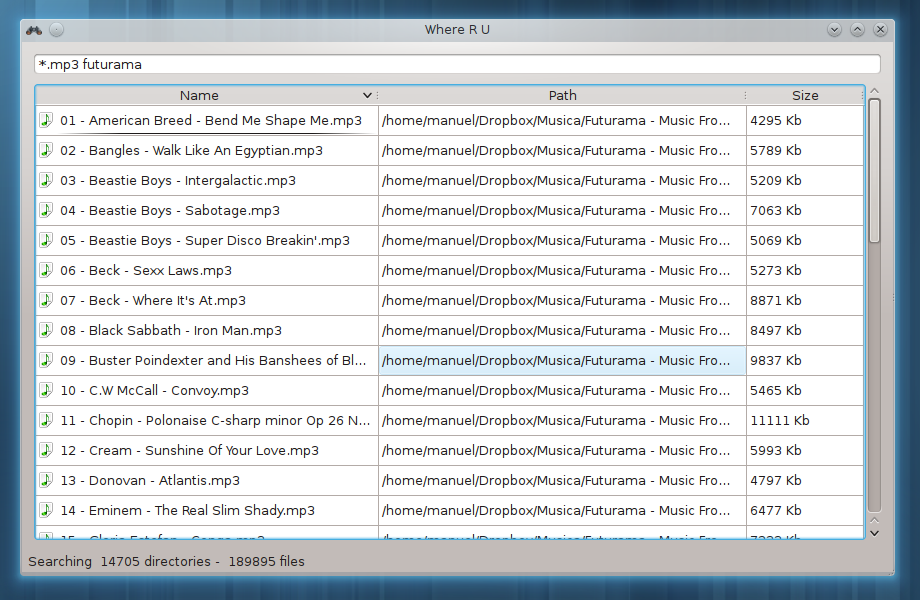 Where R U
*.mp3 futurama
Name Path Size
01 - American Breed - Bend Me Shape Me.mp3 /home/manuel/Dropbox/Musica/Futurama - Music Fro... 4295 Kb
02 - Bangles - Walk Like An Egyptian.mp3 /home/manuel/Dropbox/Musica/Futurama - Music Fro... 5789 Kb
03 - Beastie Boys - Intergalactic.mp3 /home/manuel/Dropbox/Musica/Futurama - Music Fro... 5209 Kb
04 - Beastie Boys - Sabotage.mp3 /home/manuel/Dropbox/Musica/Futurama - Music Fro... 7063 Kb
05 - Beastie Boys - Super Disco Breakin'.mp3 /home/manuel/Dropbox/Musica/Futurama - Music Fro... 5069 Kb
06 - Beck - Sexx Laws.mp3 /home/manuel/Dropbox/Musica/Futurama - Music Fro... 5273 Kb
07 - Beck - Where It's At.mp3 /home/manuel/Dropbox/Musica/Futurama - Music Fro... 8871 Kb
08 - Black Sabbath - Iron Man.mp3 /home/manuel/Dropbox/Musica/Futurama - Music Fro... 8497 Kb
09 - Buster Poindexter and His Banshees of Bl... /home/manuel/Dropbox/Musica/Futurama - Music Fro... 9837 Kb
10 - C.W McCall - Convoy.mp3 /home/manuel/Dropbox/Musica/Futurama - Music Fro... 5465 Kb
11 - Chopin - Polonaise C-sharp minor Op 26 N... /home/manuel/Dropbox/Musica/Futurama - Music Fro... 11111 Kb
12 - Cream - Sunshine Of Your Love.mp3 /home/manuel/Dropbox/Musica/Futurama - Music Fro... 5993 Kb
13 - Donovan - Atlantis.mp3 /home/manuel/Dropbox/Musica/Futurama - Music Fro... 4797 Kb
14 - Eminem - The Real Slim Shady.mp3 /home/manuel/Dropbox/Musica/Futurama - Music Fro... 6477 Kb
Searching 14705 directories - 189895 files